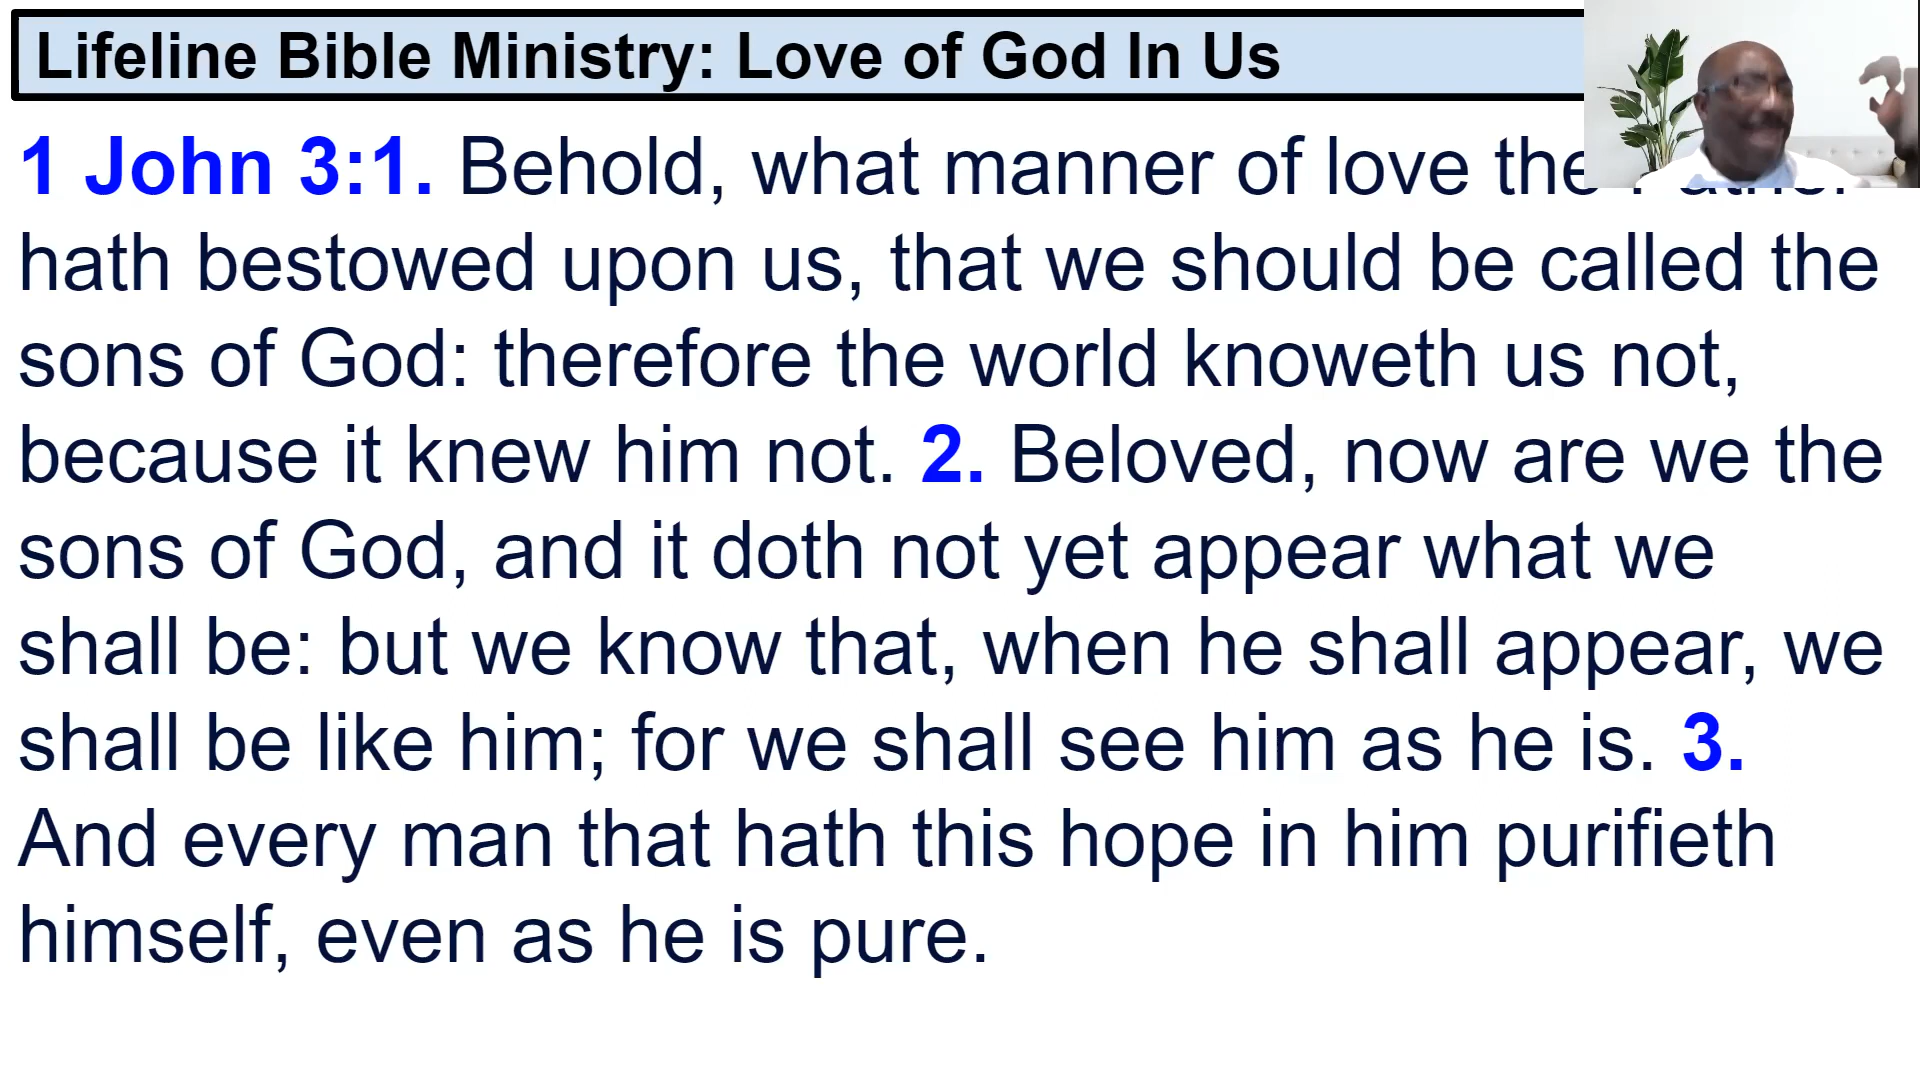 Lifeline Bible Ministry: Love of God In Us
1 John 3:1. Behold, what manner of love the
hath bestowed upon us, that we should be called the
sons of God: therefore the world knoweth us not,
because it knew him not. 2. Beloved, now are we the
sons of God, and it doth not yet appear what we
shall be: but we know that, when he shall appear, we
shall be like him; for we shall see him as he is. 3.
And every man that hath this hope in him purifieth
himself, even as he is pure.